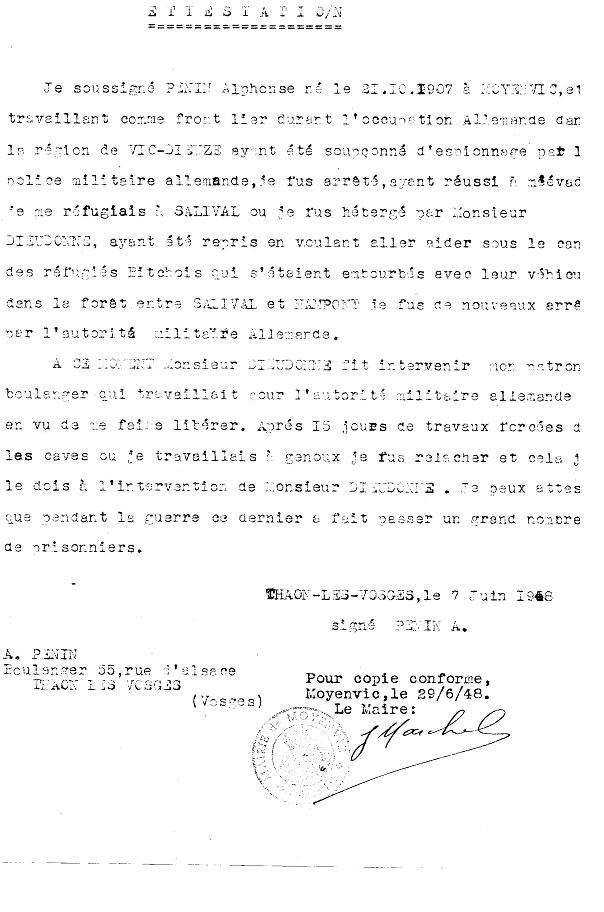 E T T E S T A T I O/N
Je soussigné PENIN Alphonse né le 21.10.1907 à MOYENVIC,et
travaillant comme front lier durant l'occupation Allemande dan
la région de VIC-DIEUZE ayant été soupçonné d'espionnage par l
police militaire allemande,je fus arrêté,ayant réussi à m'évad
je me réfugiais à SALIVAL ou je fus hébergé par Monsieur
DIEUDONNE, ayant été repris en voulant aller aider sous le can
des réfugiés Bitchois qui s'étaient embourbés avec leur véhicu
dans la forêt entre SALIVAL et HAMPONT je fus de nouveaux arrê
par l'autorité militaire Allemande.
A CE MOMENT Monsieur DIEUDONNE fit intervenir mon patron
boulanger qui travaillait pour l'autorité militaire allemande
en vu de me faire libérer. Aprés I5 jours de travaux forcées d
les caves ou je travaillais à genoux je fus relacher et cela j
le dois à l'intervention de Monsieur DIEUDONNE . Je peux attes
que pendant la guerre ce dernier a fait passer un grand nombre
de prisonniers.
THAON-LES-VOSGES,le 7 Juin I948
signé PENIN A.
A. PENIN
Boulanger 55,rue d'alsace
THAON LES VOSGES
(Vosges)
Pour copie conforme,
Moyenvic,le 29/6/48.
Le Maire:
MAIRIE de MOYENVIC